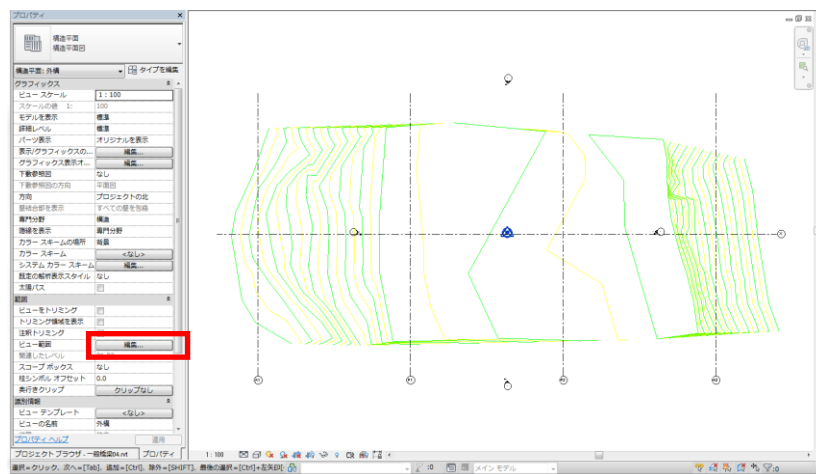 プロパティ
構造平面
構造平面図
構造平面: 外構
タイプを編集
グラフィックス
ビュー スケール 1 : 100
スケールの値 1: 100
モデルを表示 標準
詳細レベル 標準
パーツ表示 オリジナルを表示
表示/グラフィックスの... 編集...
グラフィックス表示オ... 編集...
下敷参照図 なし
下敷参照図の方向 平面図
方向 プロジェクトの北
壁結合部を表示 すべての壁を包絡
専門分野 構造
隠線を表示 専門分野
カラー スキームの場所 背景
カラー スキーム <なし>
システム カラー スキーム 編集...
既定の解析表示スタイル なし
太陽パス
範囲
ビューをトリミング
トリミング領域を表示
注釈トリミング
ビュー範囲 編集...
関連したレベル
スコープ ボックス なし
柱シンボル オフセット 0.0
奥行きクリップ クリップなし
識別情報
ビュー テンプレート <なし>
ビューの名前 外構
プロパティ ヘルプ
適用
プロジェクト ブラウザ - 一般橋梁04.rvt
プロパティ
1 : 100
選択=クリック、次へ=[Tab]、追加=[Ctrl]、除外=[SHIFT]、最後の選択=[Ctrl]+左矢印
:0
メイン モデル
:0